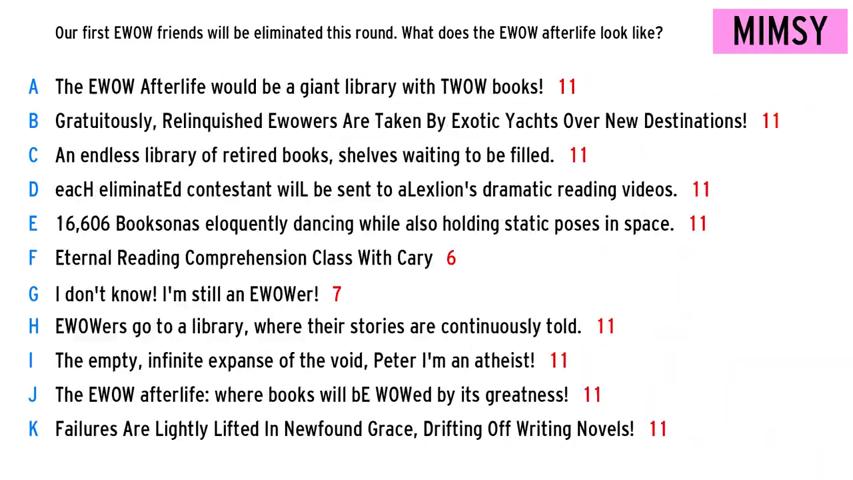 Our first EWOW friends will be eliminated this round. What does the EWOW afterlife look like?
MIMSY
A The EWOW Afterlife would be a giant library with TWOW books! 11
B Gratuitously, Relinquished Ewowers Are Taken By Exotic Yachts Over New Destinations! 11
C An endless library of retired books, shelves waiting to be filled. 11
D eacH eliminatEd contestant wilL be sent to aLexlion's dramatic reading videos. 11
E 16,606 Booksonas eloquently dancing while also holding static poses in space. 11
F Eternal Reading Comprehension Class With Cary 6
G I don't know! I'm still an EWOWer! 7
H EWOWers go to a library, where their stories are continuously told. 11
I The empty, infinite expanse of the void, Peter I'm an atheist! 11
J The EWOW afterlife: where books will bE WOWed by its greatness! 11
K Failures Are Lightly Lifted In Newfound Grace, Drifting Off Writing Novels! 11